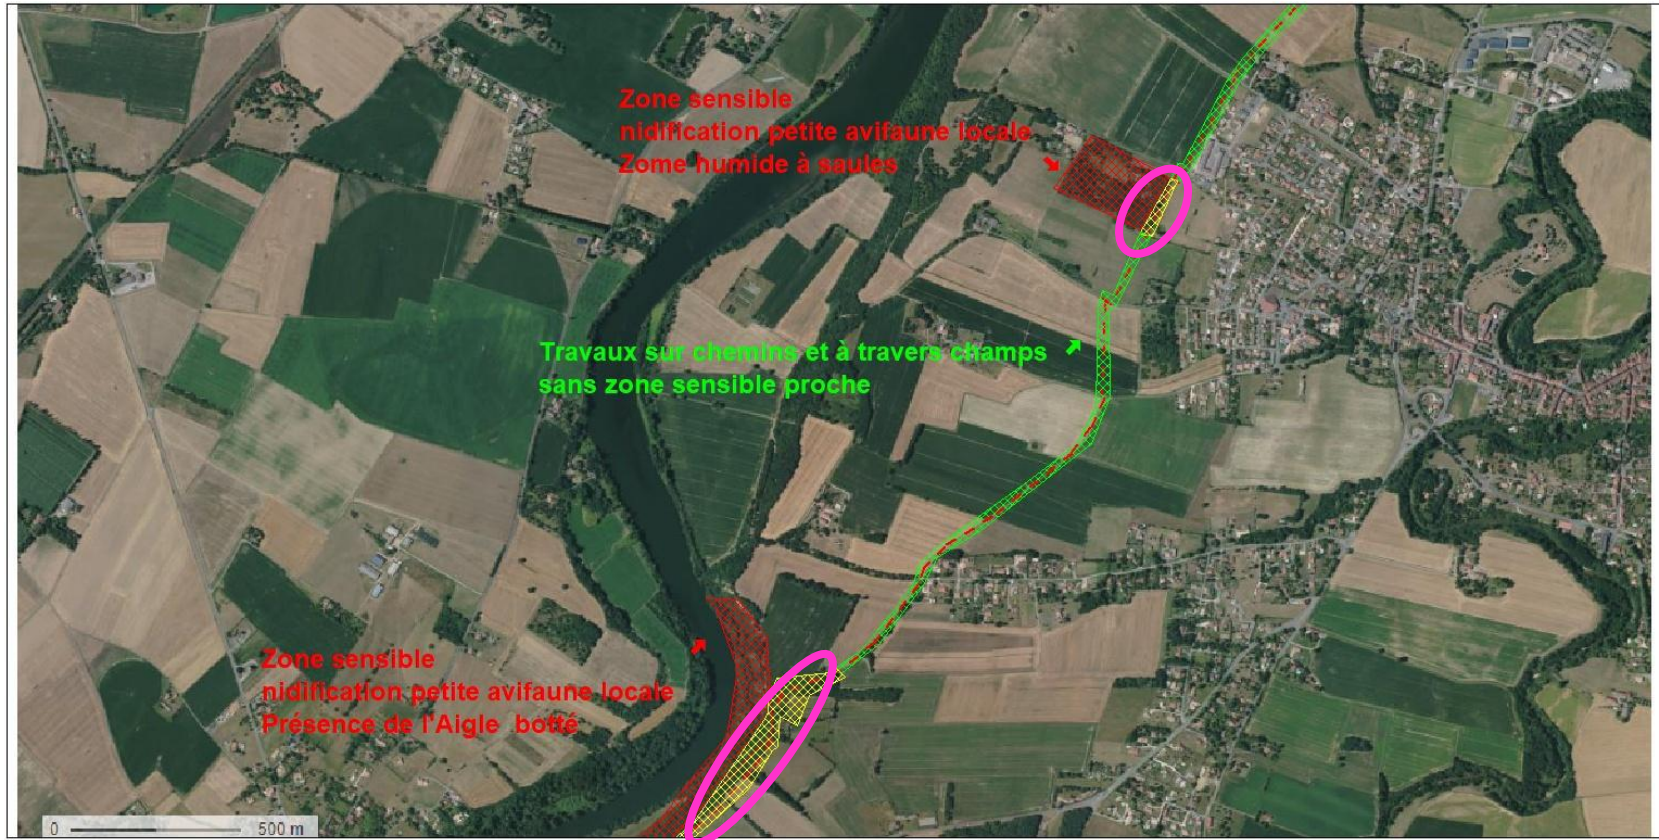 Zone sensible
nidification petite avifaune locale
Zome humide à saules
Travaux sur chemins et à travers champs
sans zone sensible proche
Zone sensible
nidification petite avifaune locale
Présence de l'Aigle botté
0 500 m